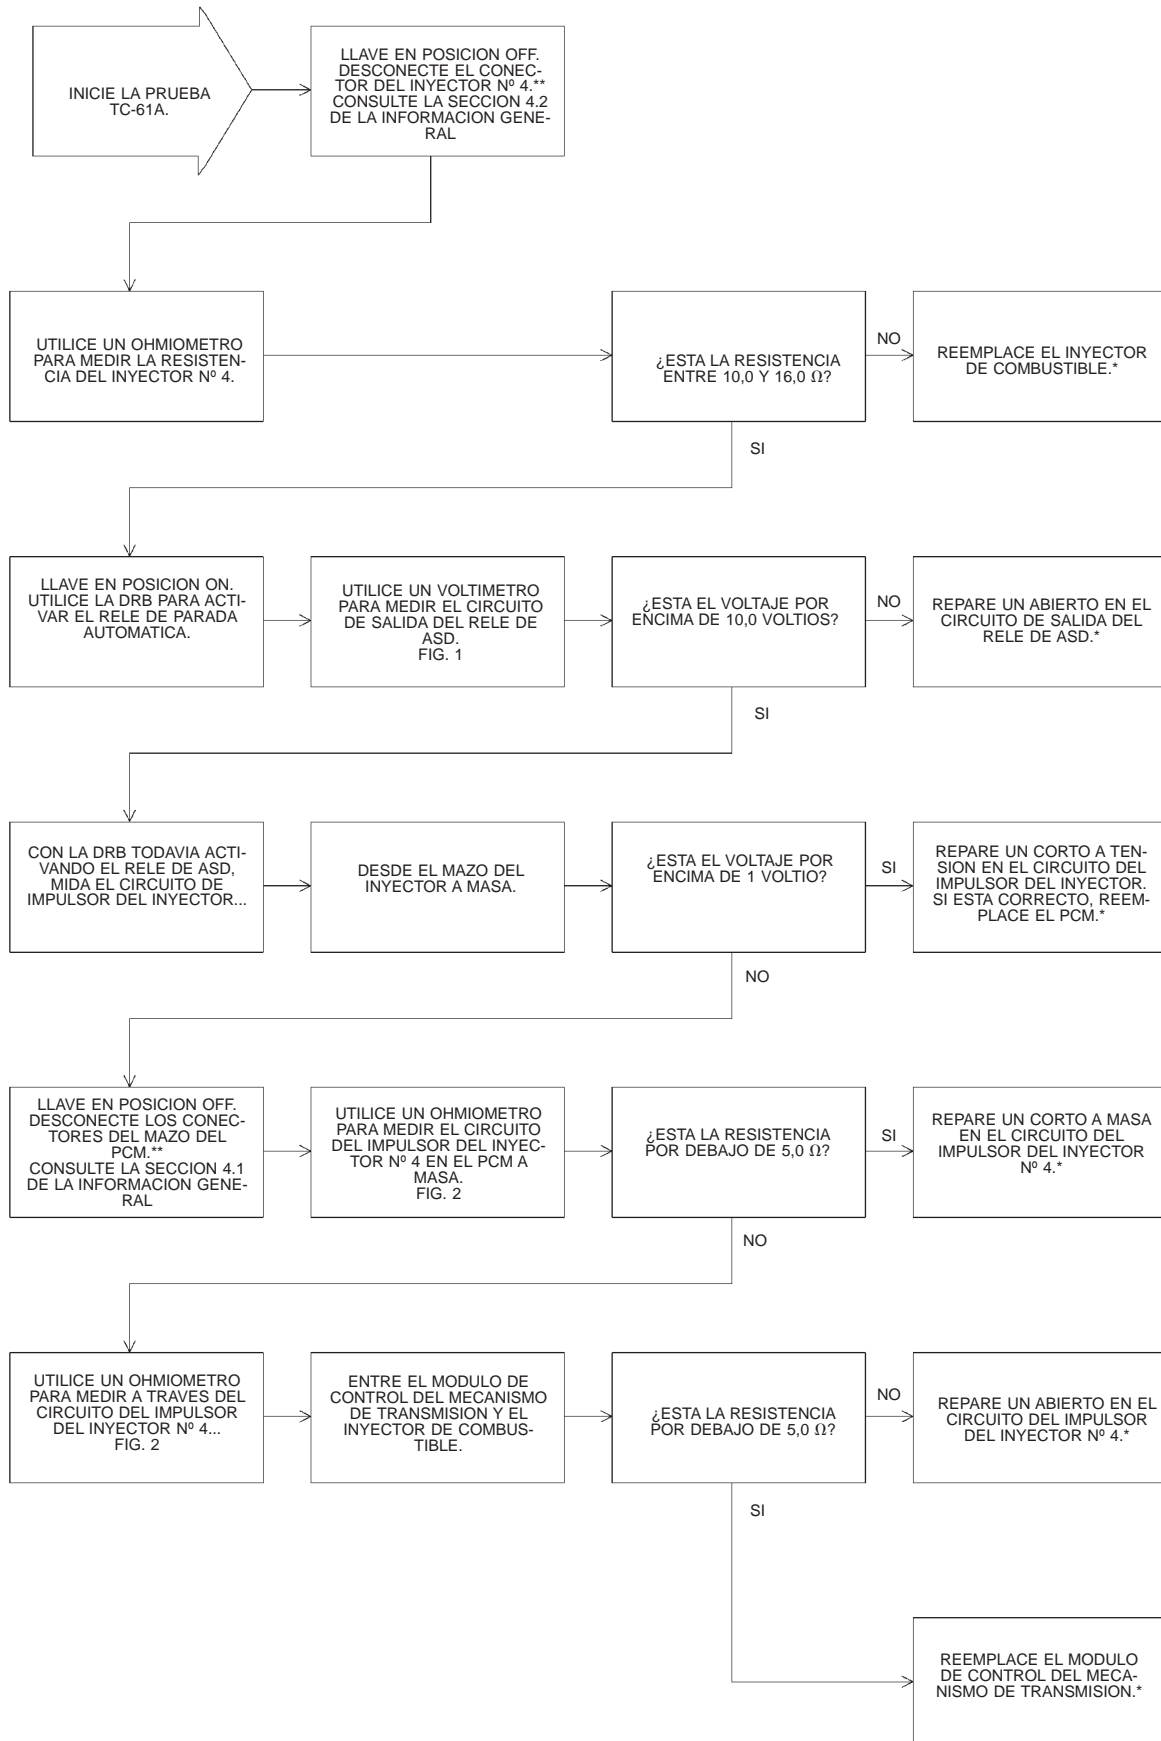 INICIE LA PRUEBA
TC-61A.
LLAVE EN POSICION OFF.
DESCONECTE EL CONEC-
TOR DEL INYECTOR Nº 4.**
CONSULTE LA SECCION 4.2
DE LA INFORMACION GENE-
RAL
UTILICE UN OHMIOMETRO
PARA MEDIR LA RESISTEN-
CIA DEL INYECTOR Nº 4.
¿ESTA LA RESISTENCIA
ENTRE 10,0 Y 16,0 Ω?
NO
REEMPLACE EL INYECTOR
DE COMBUSTIBLE.*
SI
LLAVE EN POSICION ON.
UTILICE LA DRB PARA ACTI-
VAR EL RELE DE PARADA
AUTOMATICA.
UTILICE UN VOLTIMETRO
PARA MEDIR EL CIRCUITO
DE SALIDA DEL RELE DE
ASD.
FIG. 1
¿ESTA EL VOLTAJE POR
ENCIMA DE 10,0 VOLTIOS?
NO
REPARE UN ABIERTO EN EL
CIRCUITO DE SALIDA DEL
RELE DE ASD.*
SI
CON LA DRB TODAVIA ACTI-
VANDO EL RELE DE ASD,
MIDA EL CIRCUITO DE
IMPULSOR DEL INYECTOR...
DESDE EL MAZO DEL
INYECTOR A MASA.
¿ESTA EL VOLTAJE POR
ENCIMA DE 1 VOLTIO?
SI
REPARE UN CORTO A TEN-
SION EN EL CIRCUITO DEL
IMPULSOR DEL INYECTOR.
SI ESTA CORRECTO, REEM-
PLACE EL PCM.*
NO
LLAVE EN POSICION OFF.
DESCONECTE LOS CONEC-
TORES DEL MAZO DEL
PCM.**
CONSULTE LA SECCION 4.1
DE LA INFORMACION GENE-
RAL
UTILICE UN OHMIOMETRO
PARA MEDIR EL CIRCUITO
DEL IMPULSOR DEL INYEC-
TOR Nº 4 EN EL PCM A
MASA.
FIG. 2
¿ESTA LA RESISTENCIA
POR DEBAJO DE 5,0 Ω?
SI
REPARE UN CORTO A MASA
EN EL CIRCUITO DEL
IMPULSOR DEL INYECTOR
Nº 4.*
NO
UTILICE UN OHMIOMETRO
PARA MEDIR A TRAVES DEL
CIRCUITO DEL IMPULSOR
DEL INYECTOR Nº 4...
FIG. 2
ENTRE EL MODULO DE
CONTROL DEL MECANISMO
DE TRANSMISION Y EL
INYECTOR DE COMBUS-
TIBLE.
¿ESTA LA RESISTENCIA
POR DEBAJO DE 5,0 Ω?
NO
REPARE UN ABIERTO EN EL
CIRCUITO DEL IMPULSOR
DEL INYECTOR Nº 4.*
SI
REEMPLACE EL MODULO
DE CONTROL DEL MECA-
NISMO DE TRANSMISION.*